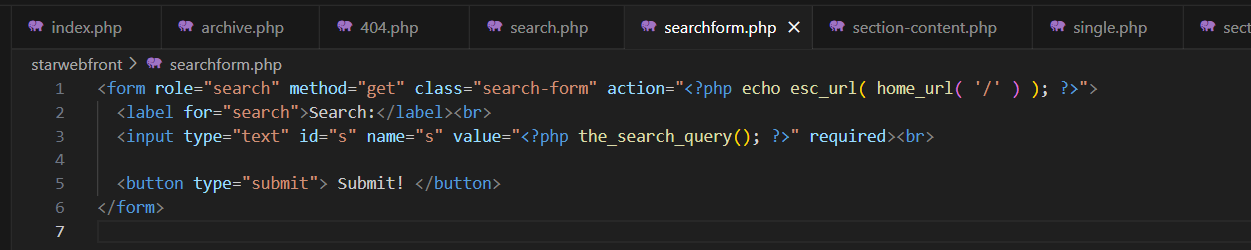 index.php archive.php 404.php search.php searchform.php × section-content.php single.php sect
starwebfront > searchform.php
1 <form role="search" method="get" class="search-form" action="<?php echo esc_url( home_url( '/' ) ); ?>">
2 <label for="search">Search:</label><br>
3 <input type="text" id="s" name="s" value="<?php the_search_query(); ?>" required><br>
4
5 <button type="submit"> Submit! </button>
6 </form>
7